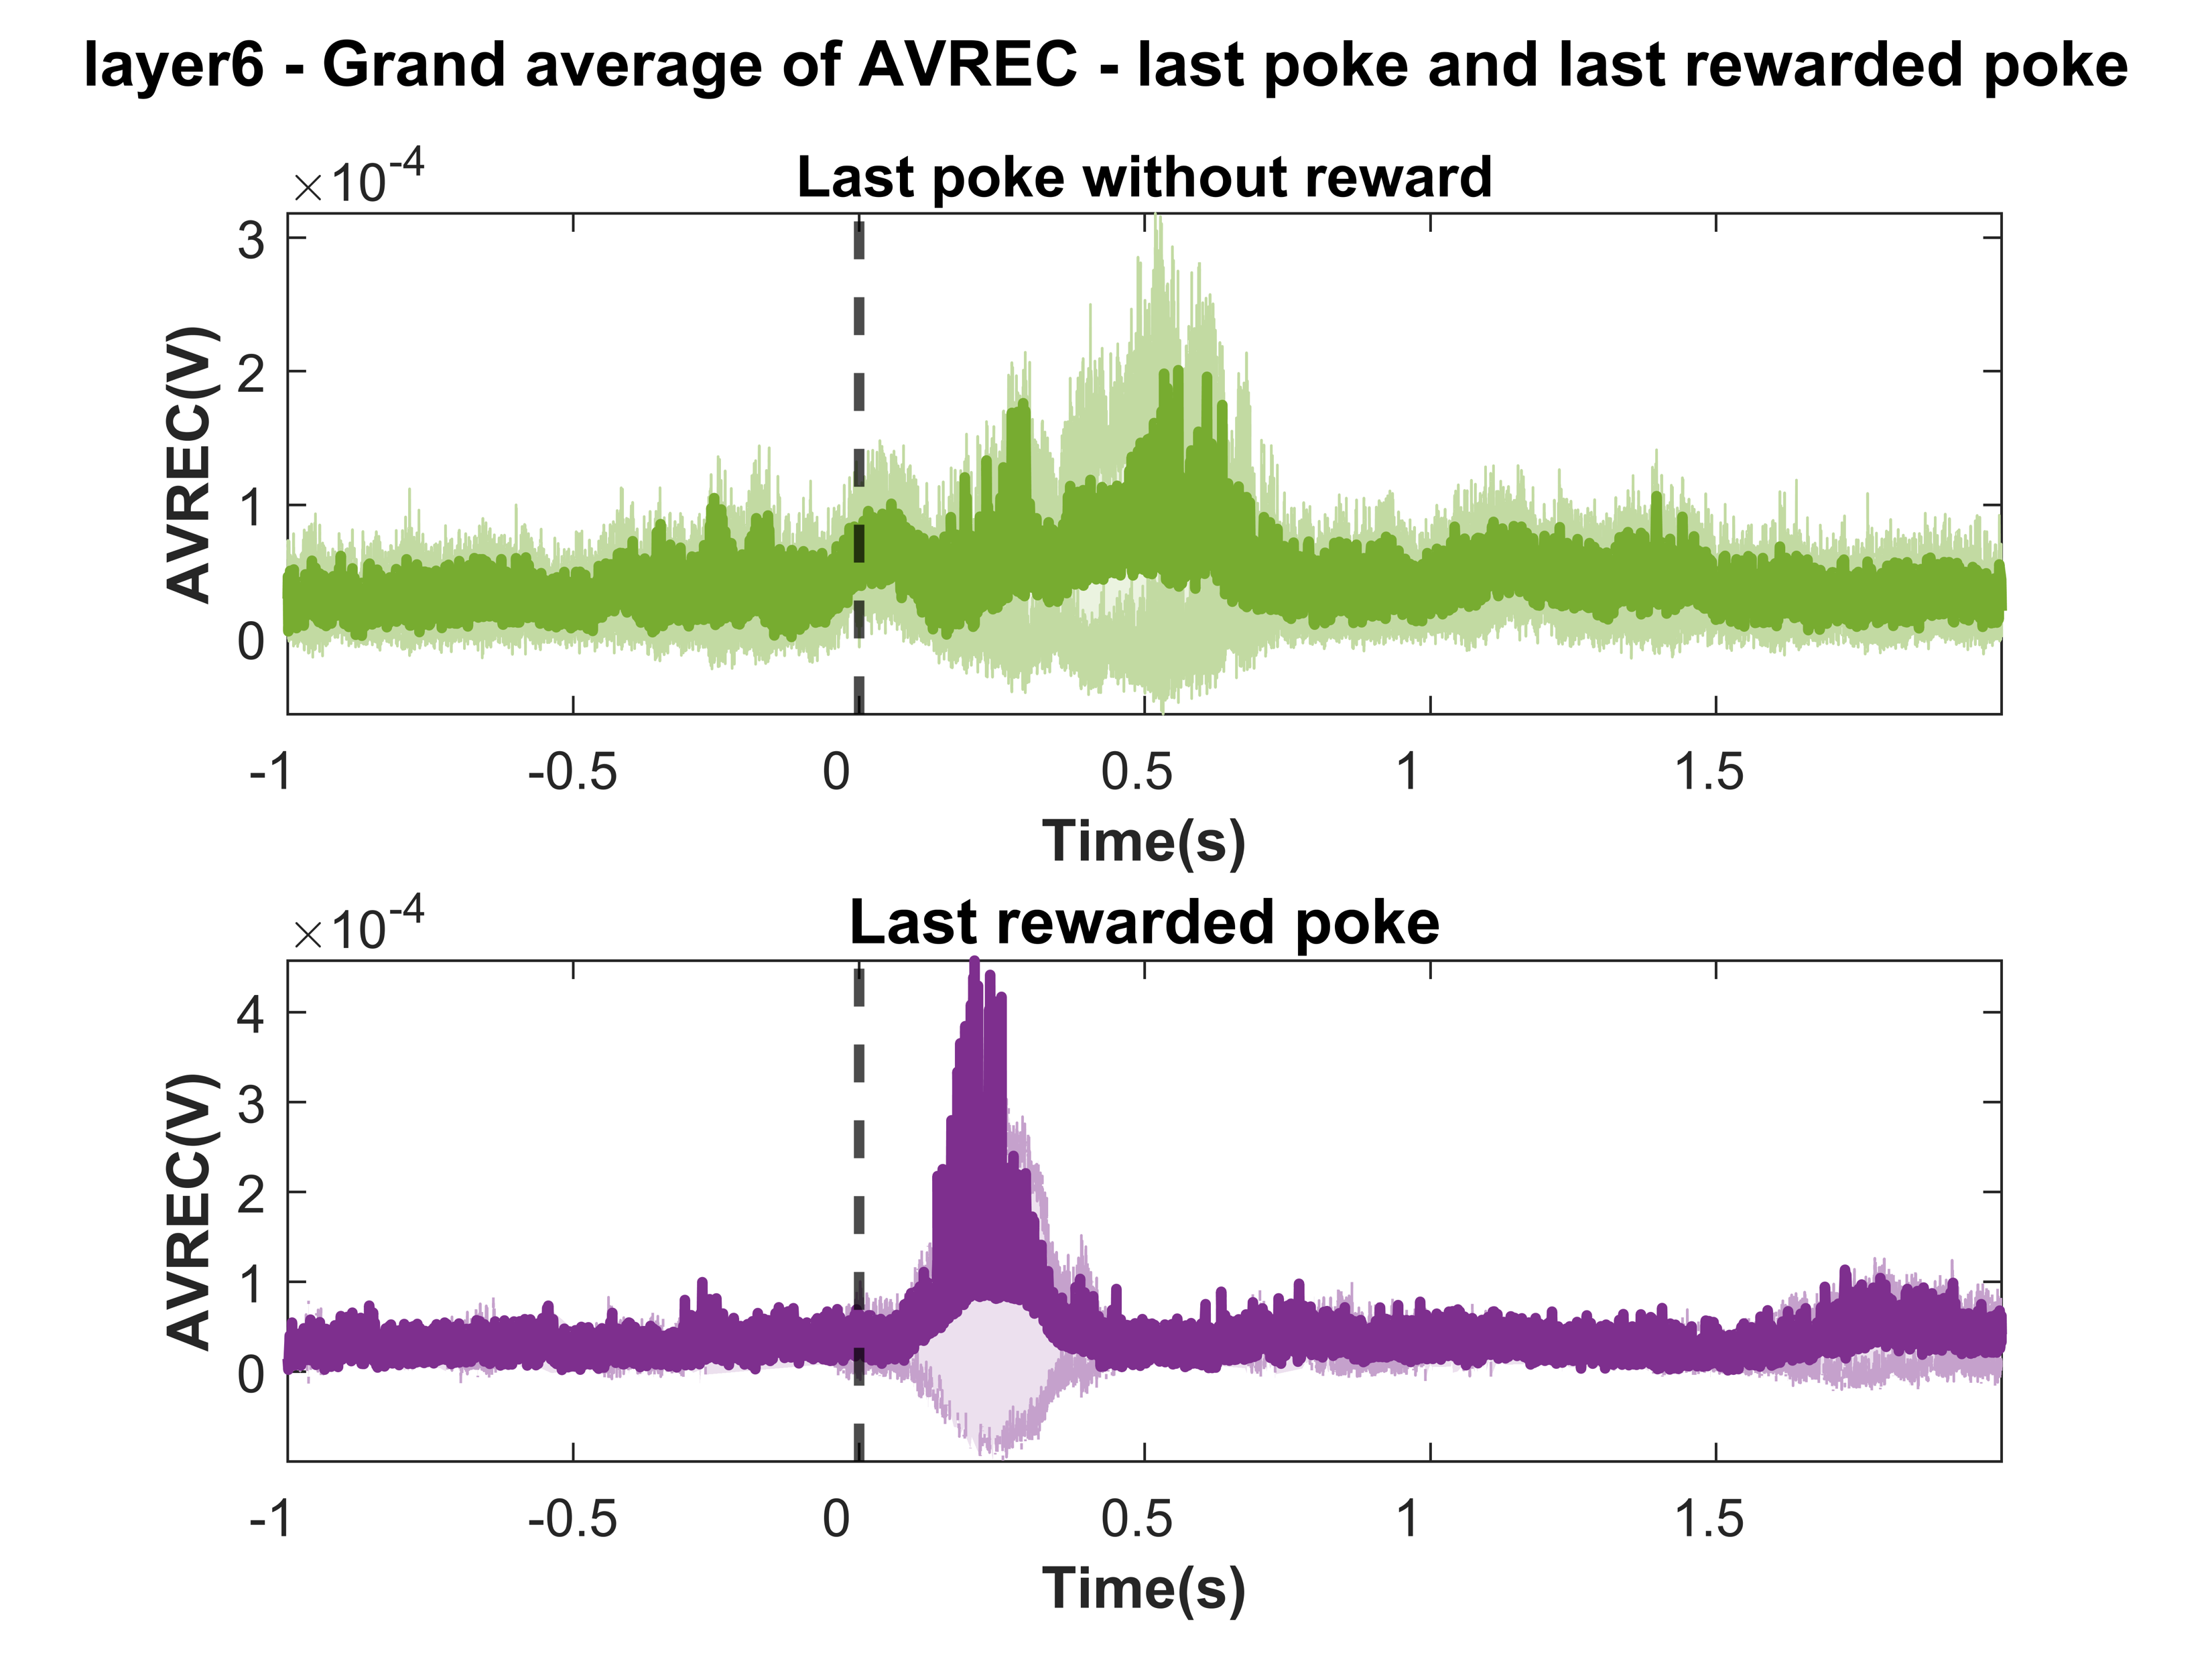 layer6 - Grand average of AVREC - last poke and last rewarded poke
×10-4
Last poke without reward
3
2
1
0
AVREC(V)
-1 -0.5 0 0.5 1 1.5
Time(s)
×10-4
Last rewarded poke
4
3
2
1
0
AVREC(V)
-1 -0.5 0 0.5 1 1.5
Time(s)